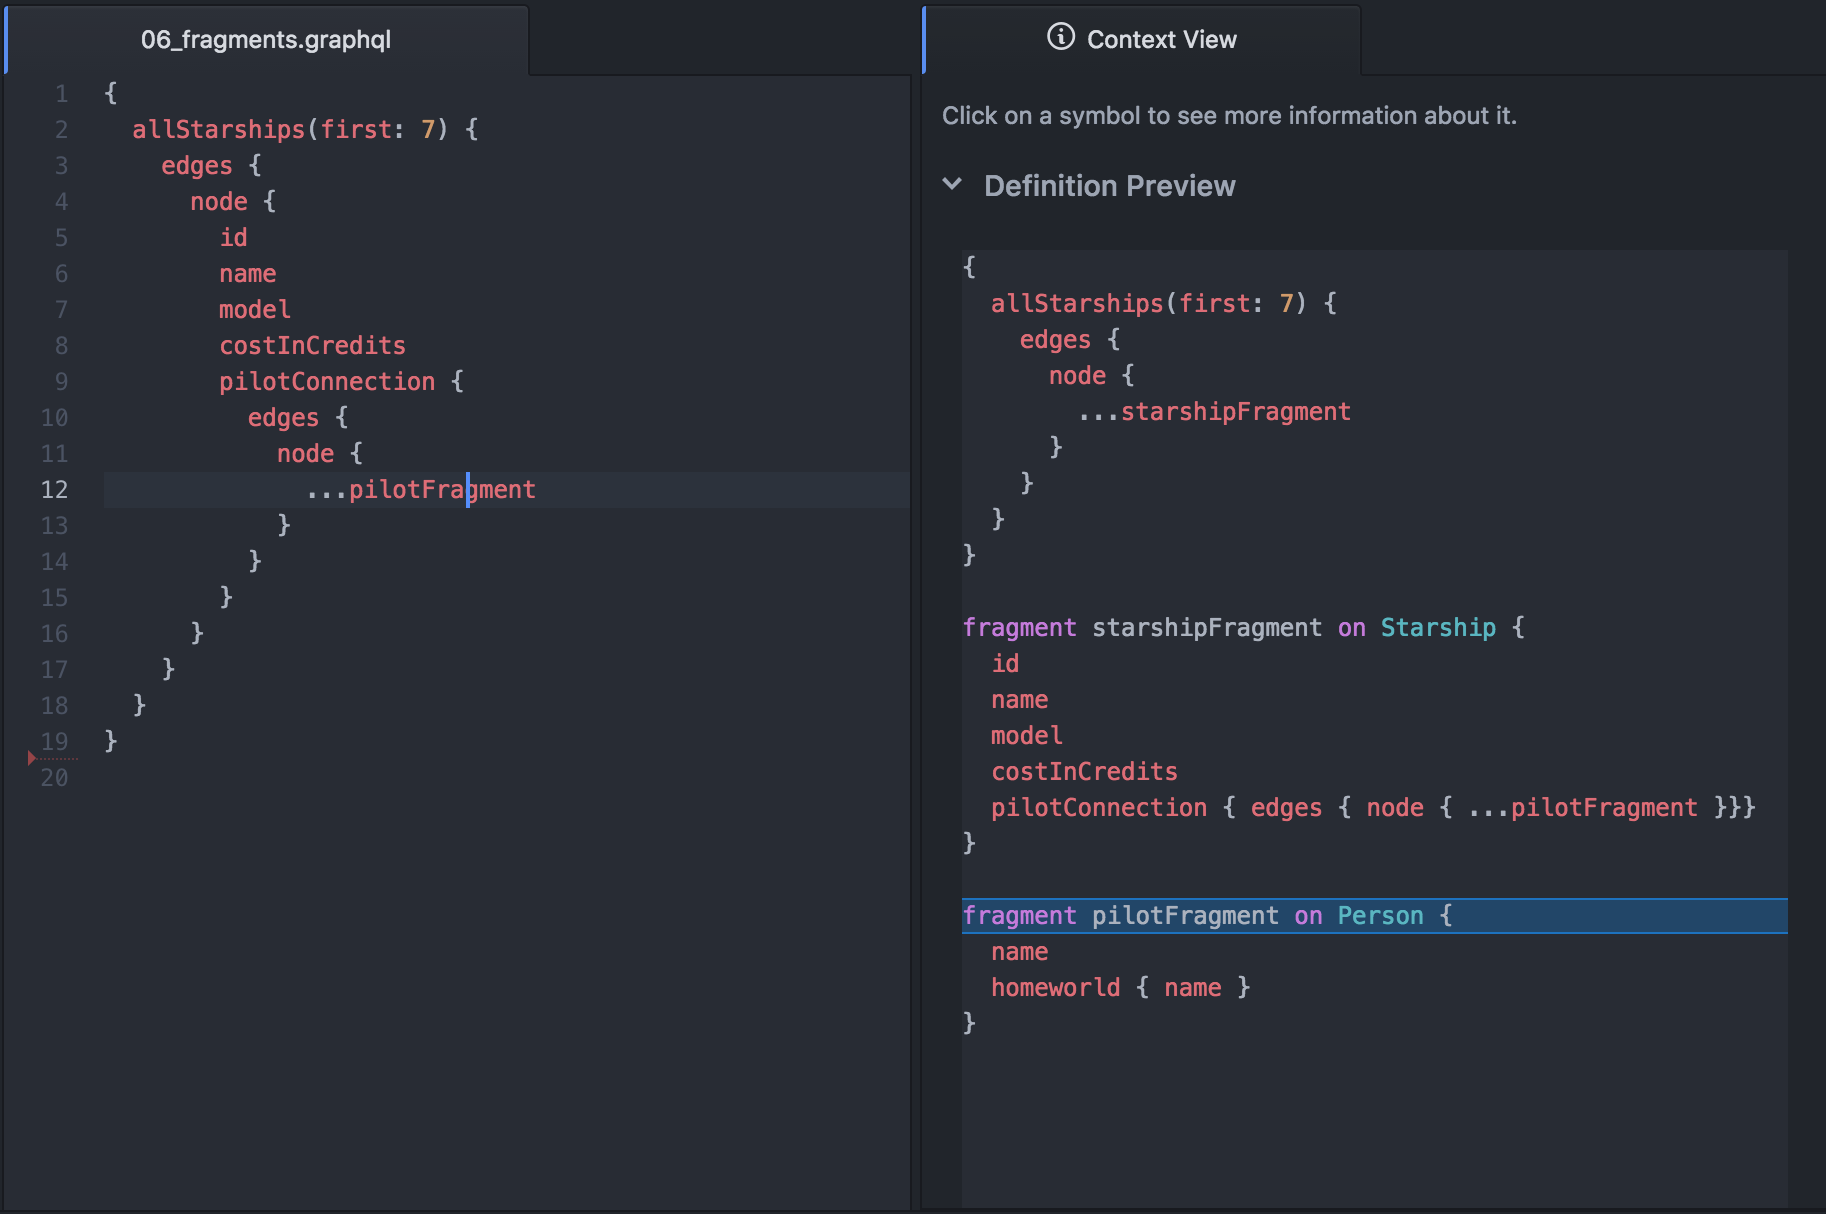 06_fragments.graphql
1 {
2   allStarships(first: 7) {
3     edges {
4       node {
5         id
6         name
7         model
8         costInCredits
9         pilotConnection {
10           edges {
11             node {
12               ...pilotFragment
13             }
14           }
15         }
16       }
17     }
18   }
19 }
20
Context View
Click on a symbol to see more information about it.
Definition Preview
{
  allStarships(first: 7) {
    edges {
      node {
        ...starshipFragment
      }
    }
  }
}
fragment starshipFragment on Starship {
  id
  name
  model
  costInCredits
  pilotConnection { edges { node { ...pilotFragment }}}
}
fragment pilotFragment on Person {
  name
  homeworld { name }
}